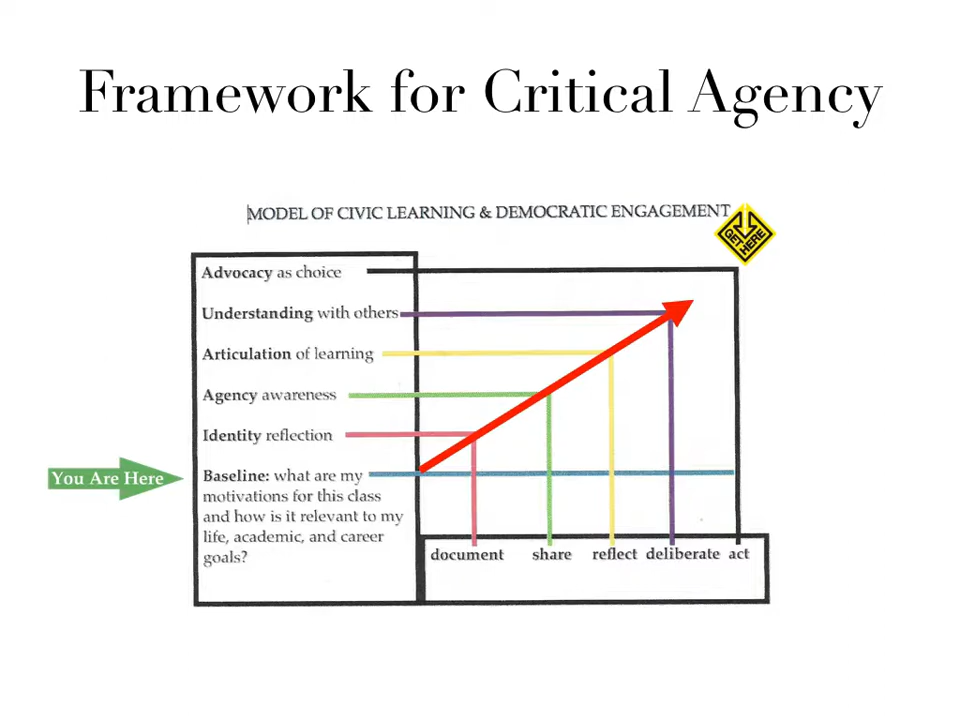 Framework for Critical Agency
MODEL OF CIVIC LEARNING & DEMOCRATIC ENGAGEMENT
GET
HERE
Advocacy as choice
Understanding with others
Articulation of learning
Agency awareness
Identity reflection
You Are Here
Baseline: what are my
motivations for this class
and how is it relevant to my
life, academic, and career
goals?
document share reflect deliberate act